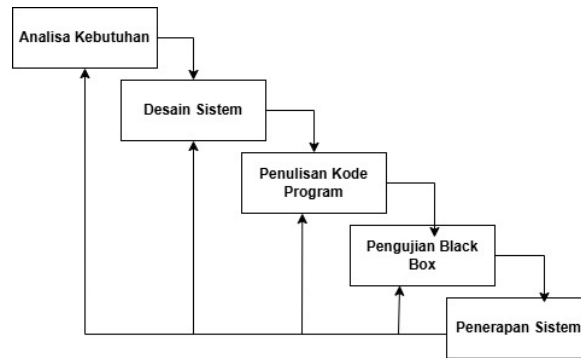 Analisa Kebutuhan
Desain Sistem
Penulisan Kode
Program
Pengujian Black
Box
Penerapan Sistem